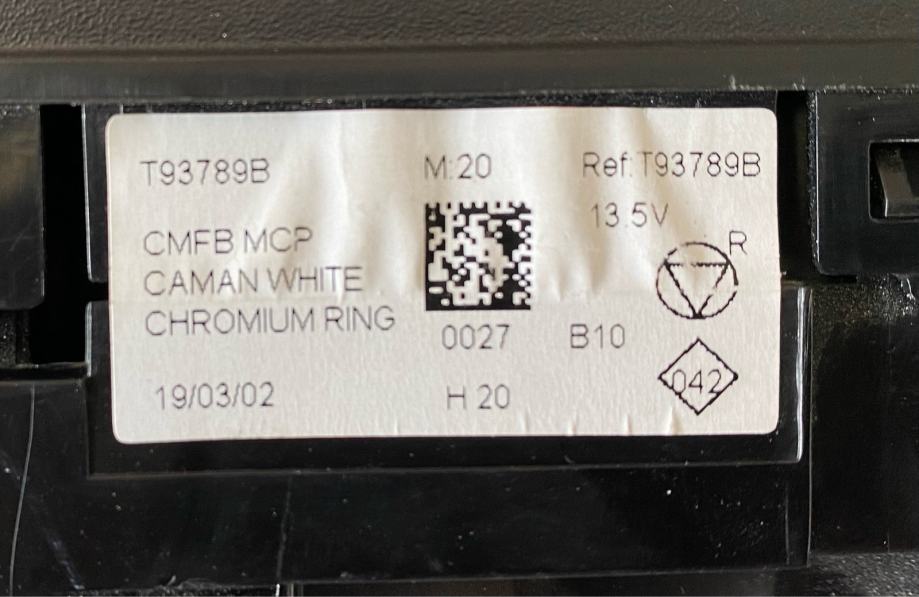 T93789B M:20 Ref:T93789B
13.5V
R
CMFB MCP
CAMAN WHITE
CHROMIUM RING
0027 B10
042
19/03/02 H 20